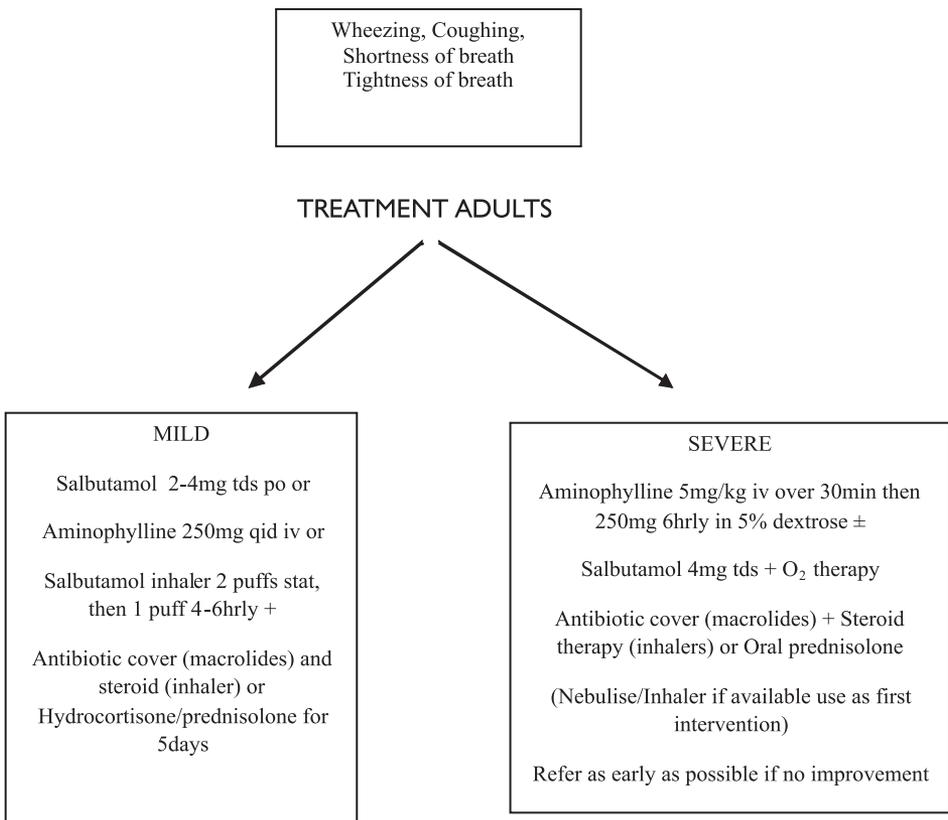 Wheezing, Coughing,
Shortness of breath
Tightness of breath
TREATMENT ADULTS
MILD
Salbutamol 2-4mg tds po or
Aminophylline 250mg qid iv or
Salbutamol inhaler 2 puffs stat,
then 1 puff 4-6hrly +
Antibiotic cover (macrolides) and
steroid (inhaler) or
Hydrocortisone/prednisolone for
5days
SEVERE
Aminophylline 5mg/kg iv over 30min then
250mg 6hrly in 5% dextrose ±
Salbutamol 4mg tds + O₂ therapy
Antibiotic cover (macrolides) + Steroid
therapy (inhalers) or Oral prednisolone
(Nebulise/Inhaler if available use as first
intervention)
Refer as early as possible if no improvement